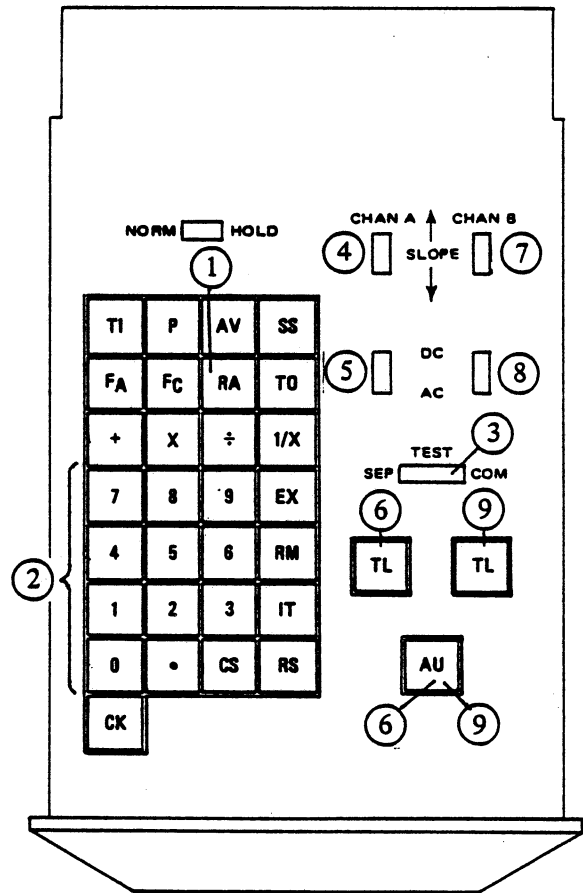 CHAN A CHAN B
NORM HOLD
4 SLOPE 7
1
TI P AV SS
FA FC RA TO
5 DC 8
AC
+ X ÷ 1/X
TEST 3
SEP COM
7 8 9 EX
6 9
4 5 6 RM
TL TL
2
1 2 3 IT
0 • CS RS
AU
CK
6 9